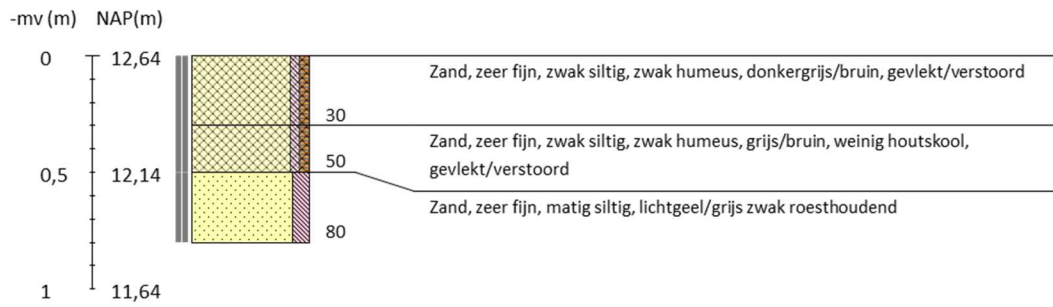 -mv (m) NAP(m)
0 12,64
Zand, zeer fijn, zwak siltig, zwak humeus, donkergrijs/bruin, gevlekt/verstoord
30
Zand, zeer fijn, zwak siltig, zwak humeus, grijs/bruin, weinig houtskool,
gevlekt/verstoord
50
0,5 12,14
Zand, zeer fijn, matig siltig, lichtgeel/grijs zwak roesthoudend
80
1 11,64